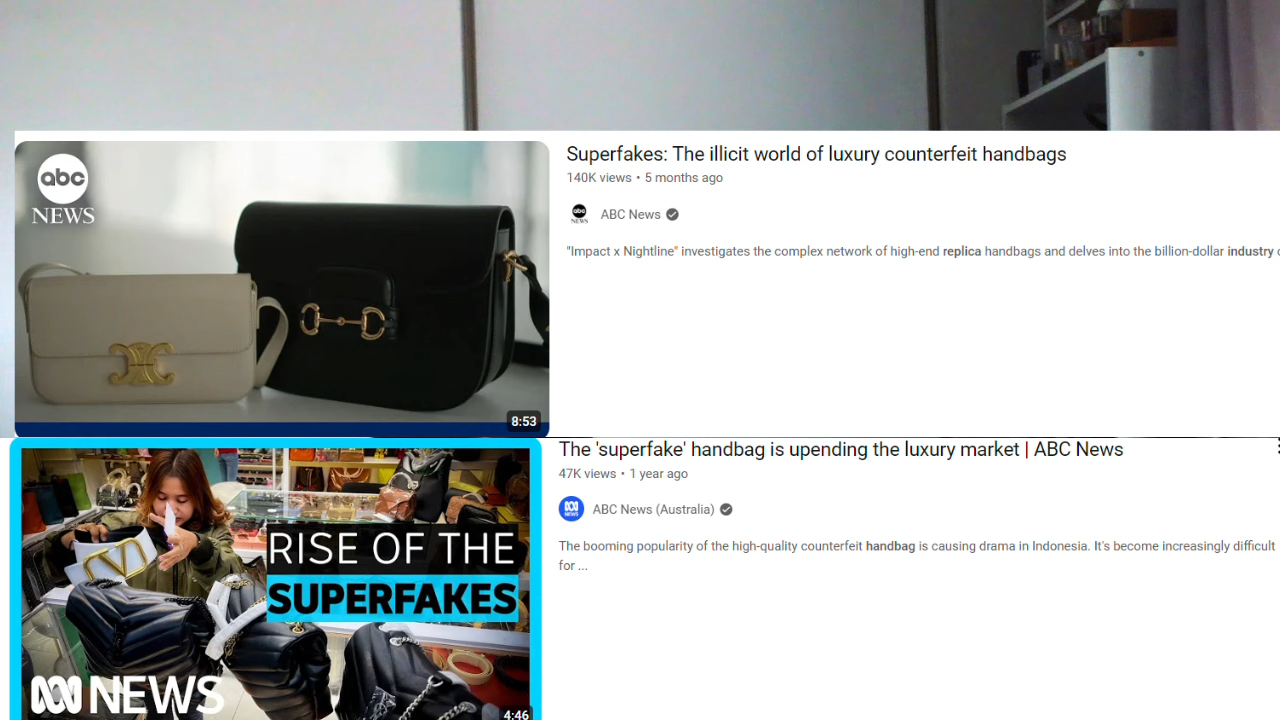 abc
NEWS
8:53
Superfakes: The illicit world of luxury counterfeit handbags
140K views • 5 months ago
abc
NEWS
ABC News
"Impact x Nightline" investigates the complex network of high-end replica handbags and delves into the billion-dollar industry
RISE OF THE
SUPERFAKES
NEWS
4:46
The 'superfake' handbag is upending the luxury market | ABC News
47K views • 1 year ago
NEWS
ABC News (Australia)
The booming popularity of the high-quality counterfeit handbag is causing drama in Indonesia. It's become increasingly difficult
for ...